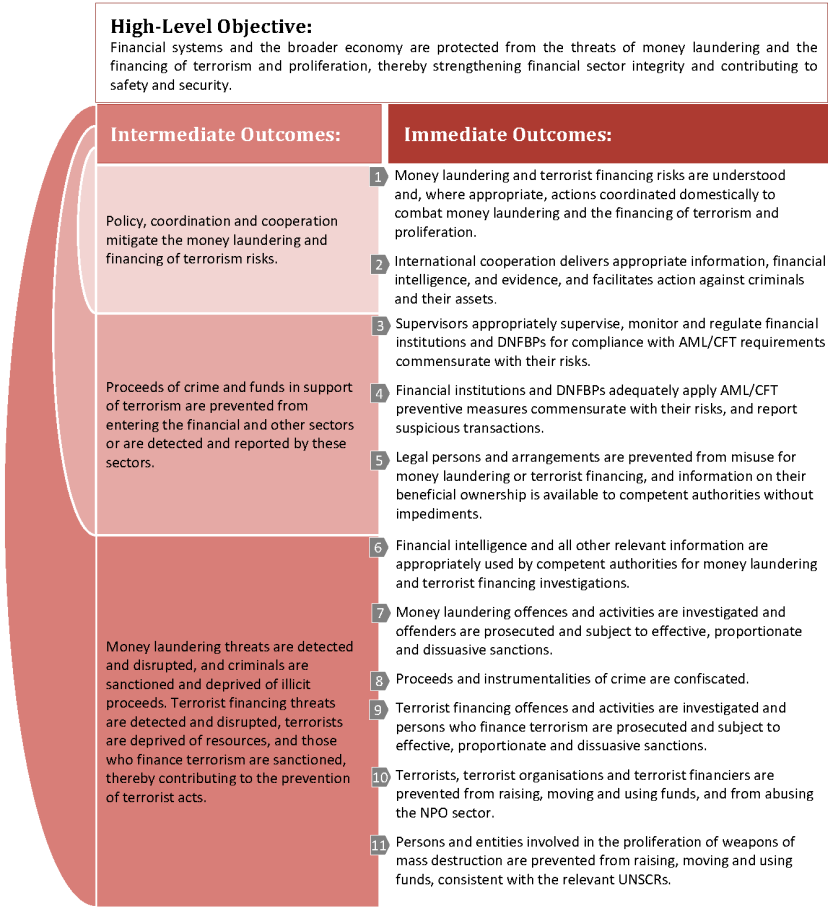 High-Level Objective:
Financial systems and the broader economy are protected from the threats of money laundering and the
financing of terrorism and proliferation, thereby strengthening financial sector integrity and contributing to
safety and security.
Intermediate Outcomes:
Immediate Outcomes:
Policy, coordination and cooperation
mitigate the money laundering and
financing of terrorism risks.
1 Money laundering and terrorist financing risks are understood
and, where appropriate, actions coordinated domestically to
combat money laundering and the financing of terrorism and
proliferation.
2 International cooperation delivers appropriate information, financial
intelligence, and evidence, and facilitates action against criminals
and their assets.
Proceeds of crime and funds in support
of terrorism are prevented from
entering the financial and other sectors
or are detected and reported by these
sectors.
3 Supervisors appropriately supervise, monitor and regulate financial
institutions and DNFBPs for compliance with AML/CFT requirements
commensurate with their risks.
4 Financial institutions and DNFBPs adequately apply AML/CFT
preventive measures commensurate with their risks, and report
suspicious transactions.
5 Legal persons and arrangements are prevented from misuse for
money laundering or terrorist financing, and information on their
beneficial ownership is available to competent authorities without
impediments.
Money laundering threats are detected
and disrupted, and criminals are
sanctioned and deprived of illicit
proceeds. Terrorist financing threats
are detected and disrupted, terrorists
are deprived of resources, and those
who finance terrorism are sanctioned,
thereby contributing to the prevention
of terrorist acts.
6 Financial intelligence and all other relevant information are
appropriately used by competent authorities for money laundering
and terrorist financing investigations.
7 Money laundering offences and activities are investigated and
offenders are prosecuted and subject to effective, proportionate
and dissuasive sanctions.
8 Proceeds and instrumentalities of crime are confiscated.
9 Terrorist financing offences and activities are investigated and
persons who finance terrorism are prosecuted and subject to
effective, proportionate and dissuasive sanctions.
10 Terrorists, terrorist organisations and terrorist financiers are
prevented from raising, moving and using funds, and from abusing
the NPO sector.
11 Persons and entities involved in the proliferation of weapons of
mass destruction are prevented from raising, moving and using
funds, consistent with the relevant UNSCRs.